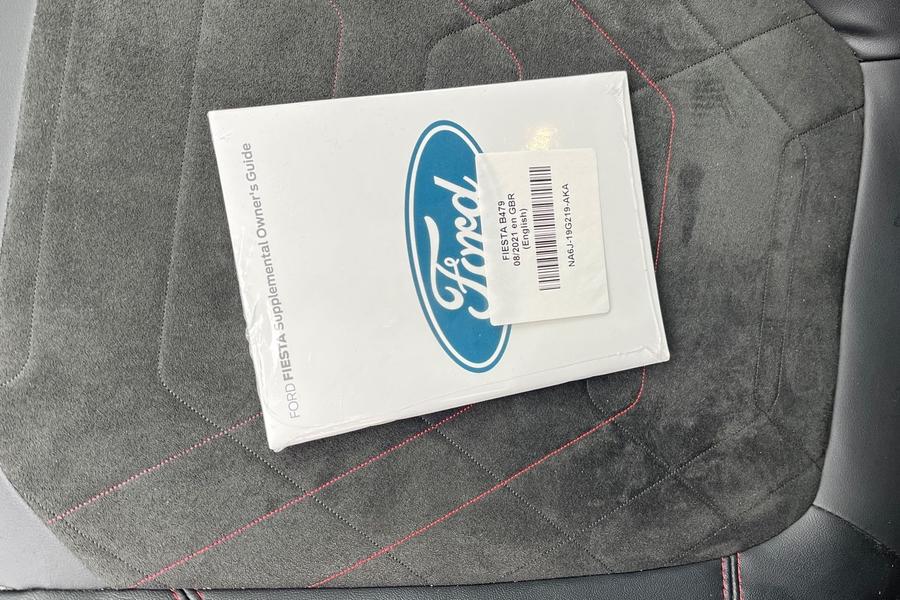 FORD FIESTA Supplemental Owner's Guide
Ford
FIESTA B479
08/2021 en GBR
(English)
NA6J-19G219-AKA